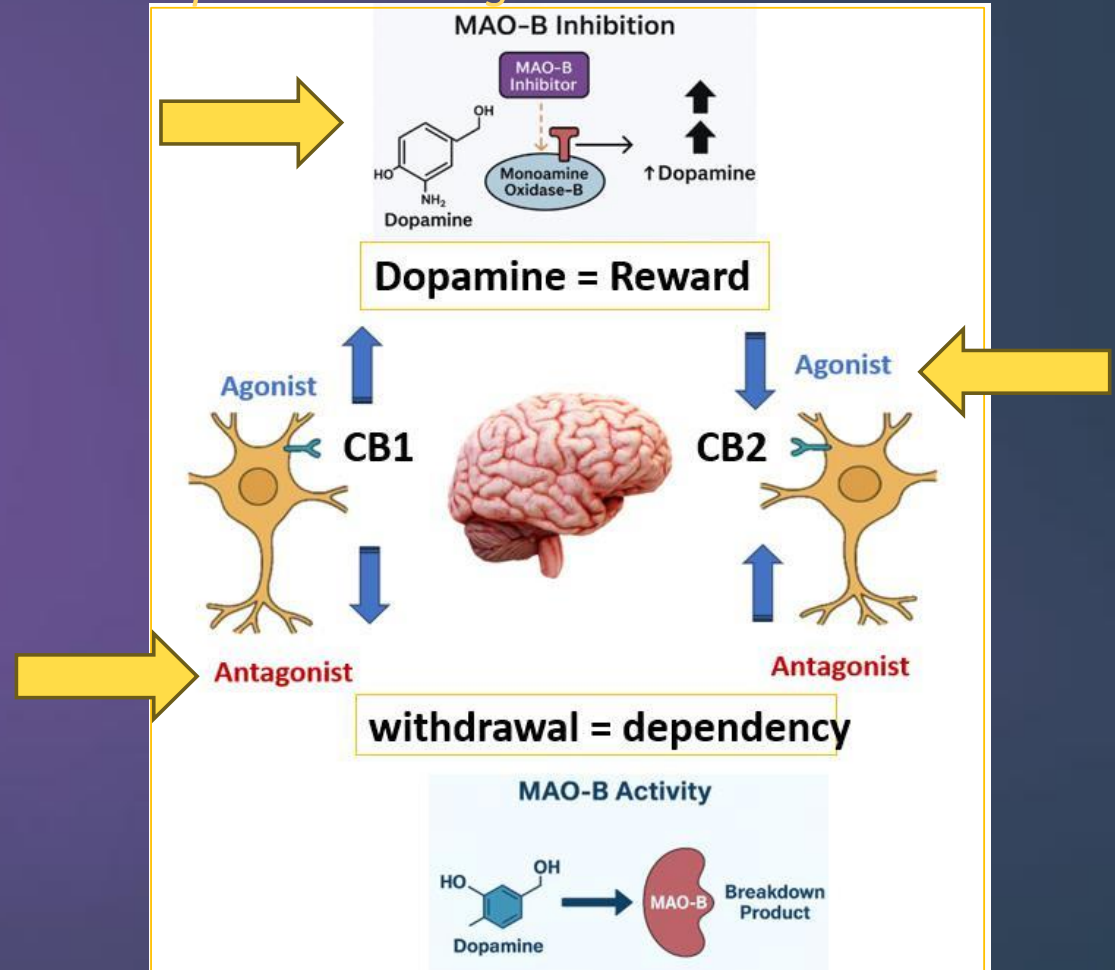 MAO-B Inhibition
MAO-B
Inhibitor
OH
HO
NH₂
Dopamine
Monoamine
Oxidase-B
↑Dopamine
Dopamine = Reward
Agonist
Agonist
CB1
CB2
Antagonist
Antagonist
withdrawal = dependency
MAO-B Activity
HO
OH
Dopamine
MAO-B
Breakdown
Product